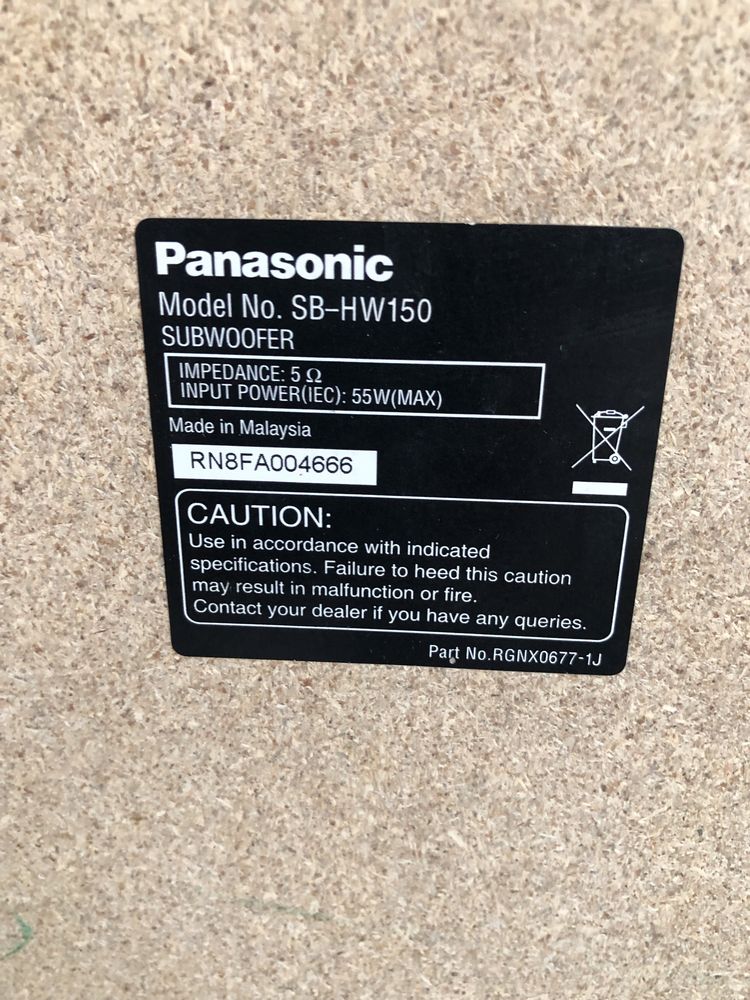 Panasonic
Model No. SB-HW150
SUBWOOFER
IMPEDANCE: 5 Ω
INPUT POWER(IEC): 55W(MAX)
Made in Malaysia
RN8FA004666
CAUTION:
Use in accordance with indicated
specifications. Failure to heed this caution
may result in malfunction or fire.
Contact your dealer if you have any queries.
Part No.RGNX0677-1J